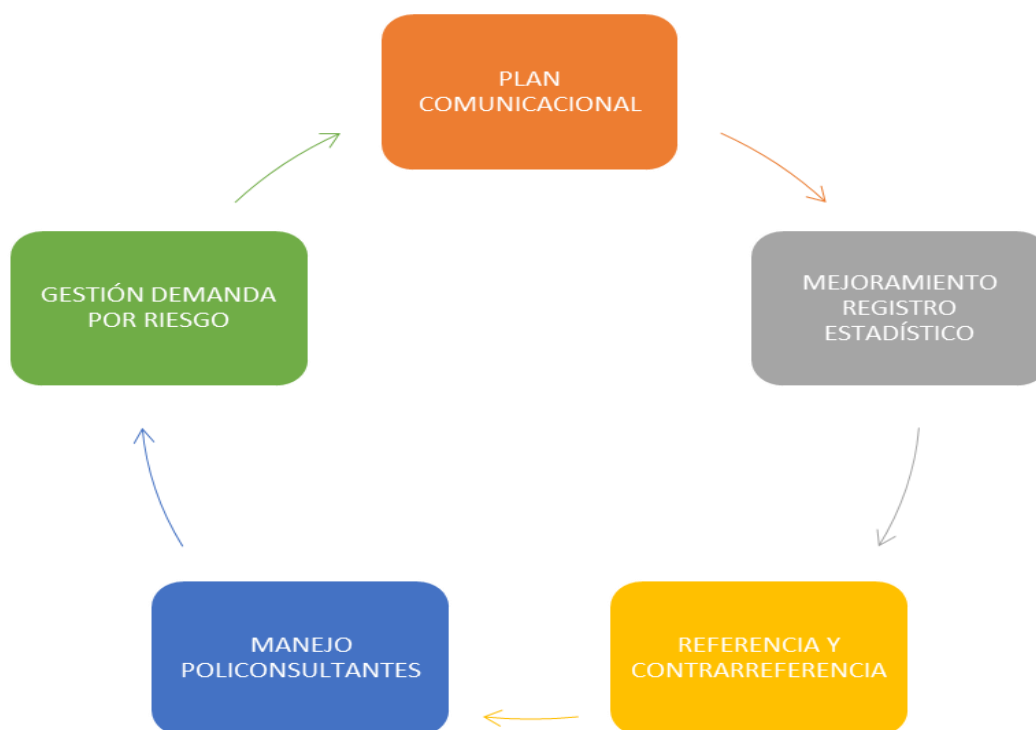 PLAN
COMUNICACIONAL
MEJORAMIENTO
REGISTRO
ESTADÍSTICO
REFERENCIA Y
CONTRARREFERENCIA
MANEJO
POLICONSULTANTES
GESTIÓN DEMANDA
POR RIESGO